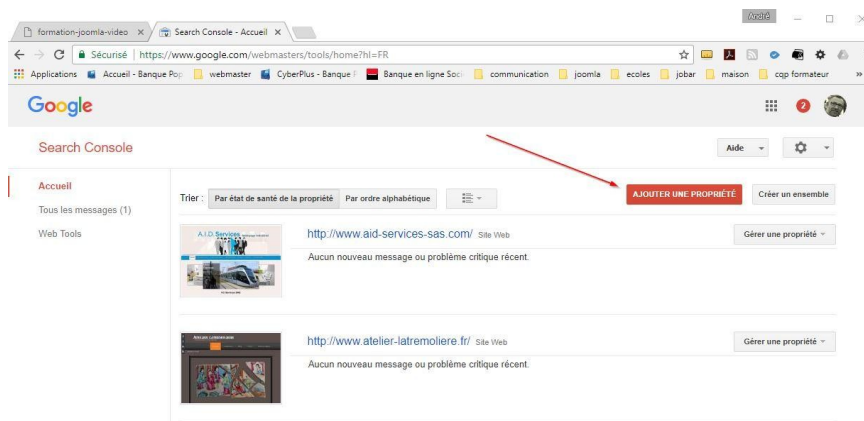 André
formation-joomla-video
Search Console - Accueil
Sécurisé | https://www.google.com/webmasters/tools/home?hl=FR
Applications Accueil - Banque Pop webmaster CyberPlus - Banque F Banque en ligne Soci communication joomla ecoles jobar maison cqp formateur »
Google 2
Search Console Aide
Accueil
Tous les messages (1)
Web Tools
Trier : Par état de santé de la propriété Par ordre alphabétique AJOUTER UNE PROPRIÉTÉ Créer un ensemble
A.I.D. Services
http://www.aid-services-sas.com/ Site Web Gérer une propriété
Aucun nouveau message ou problème critique récent.
http://www.atelier-latremoliere.fr/ Site Web Gérer une propriété
Aucun nouveau message ou problème critique récent.